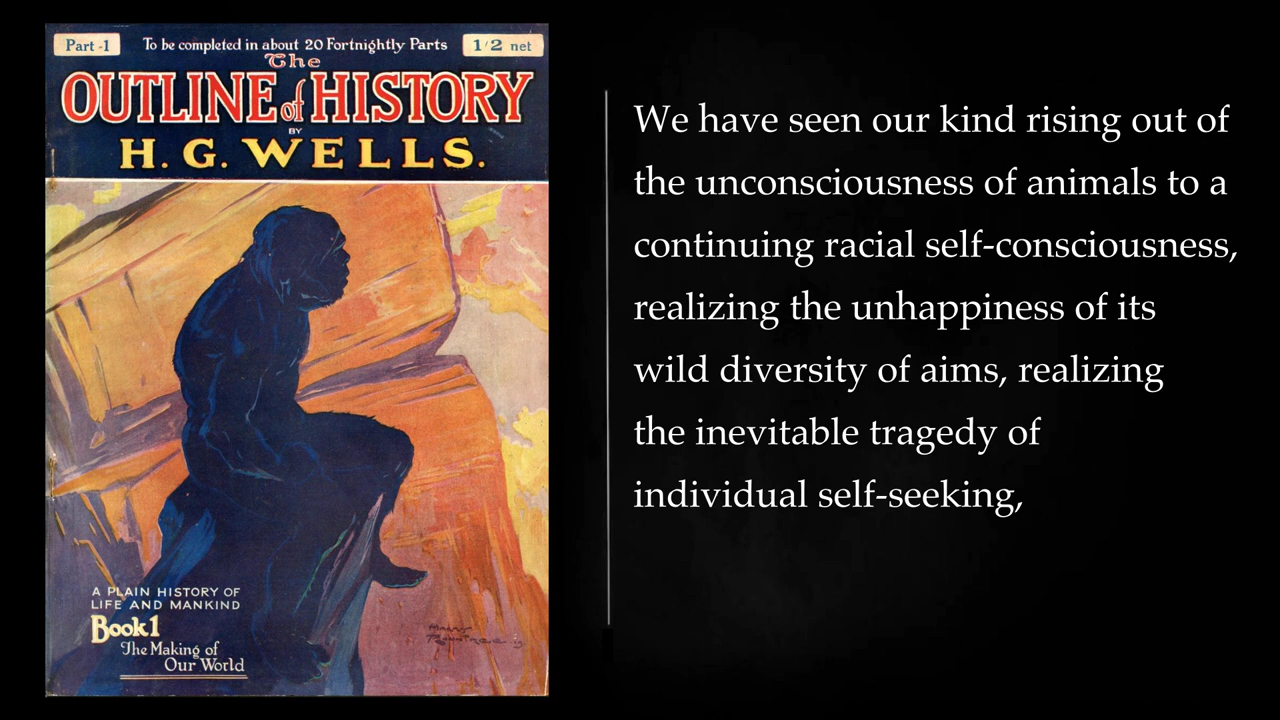 Part -1
To be completed in about 20 Fortnightly Parts
1/2 net
The
OUTLINE of HISTORY
BY
H. G. WELLS.
A PLAIN HISTORY OF
LIFE AND MANKIND
Book 1
The Making of
Our World
We have seen our kind rising out of
the unconsciousness of animals to a
continuing racial self-consciousness,
realizing the unhappiness of its
wild diversity of aims, realizing
the inevitable tragedy of
individual self-seeking,